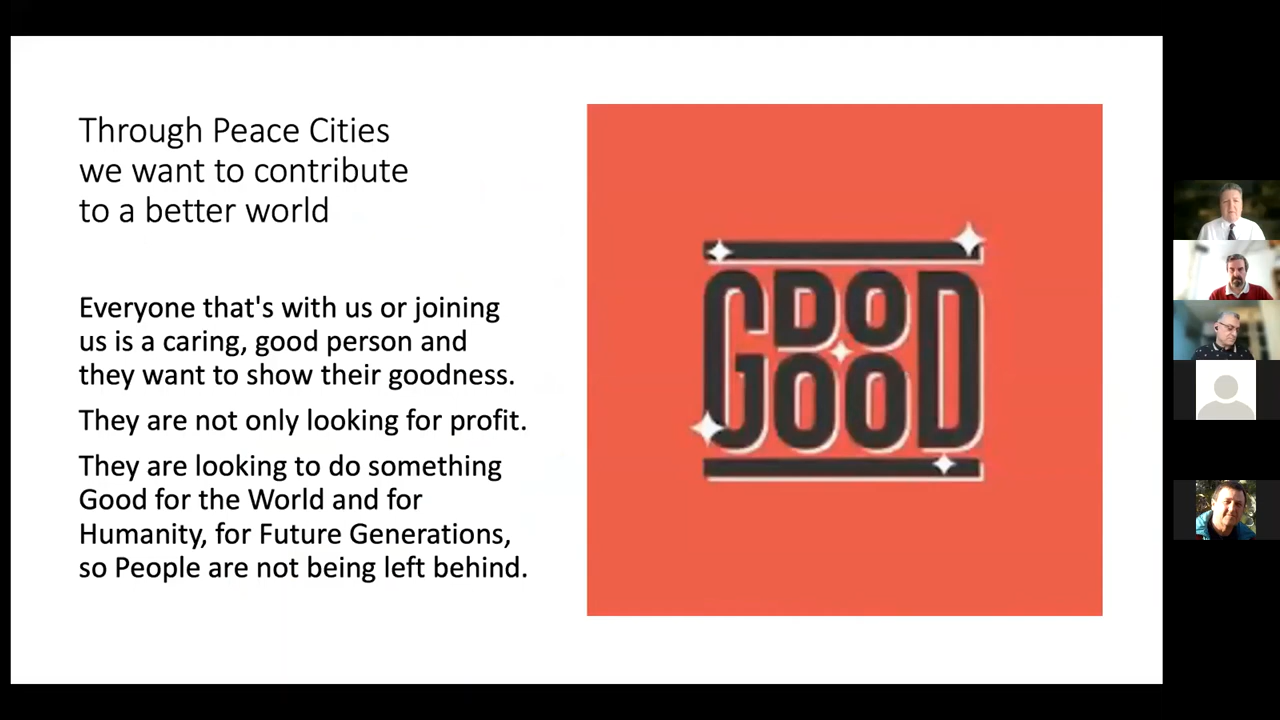 Through Peace Cities
we want to contribute
to a better world
Everyone that's with us or joining
us is a caring, good person and
they want to show their goodness.
They are not only looking for profit.
They are looking to do something
Good for the World and for
Humanity, for Future Generations,
so People are not being left behind.
DO
GOOD